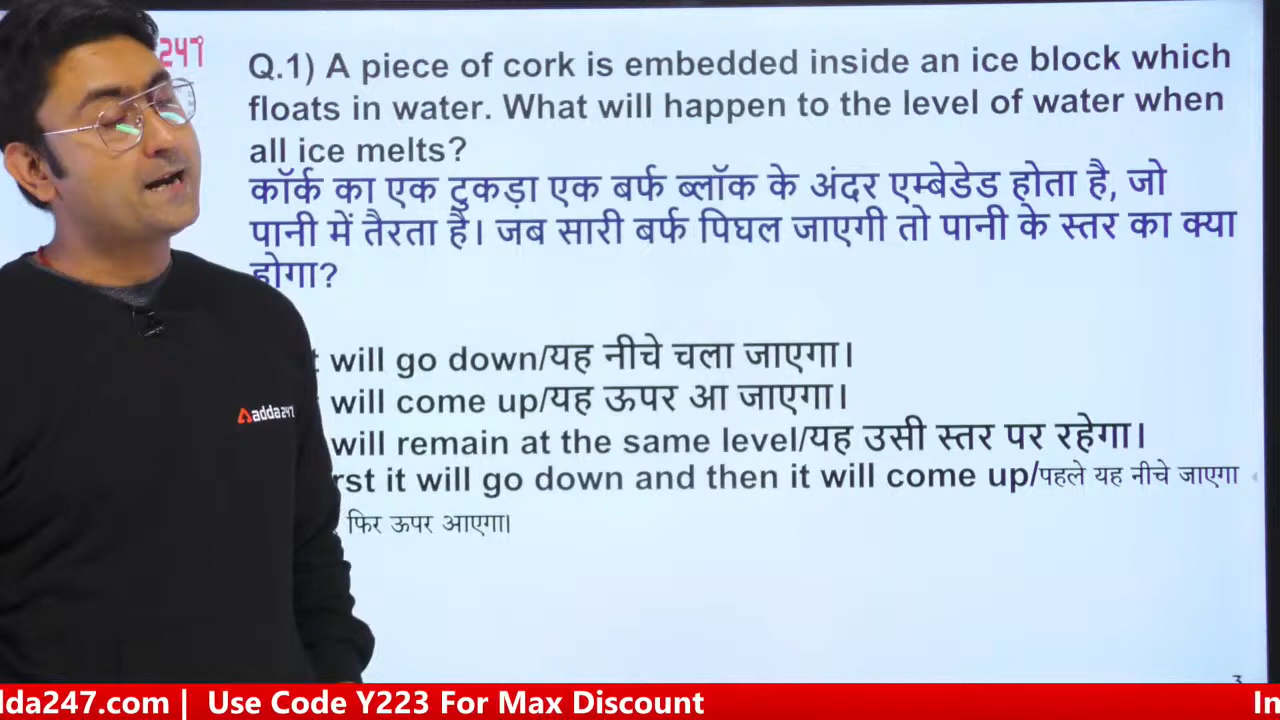 247
Q.1) A piece of cork is embedded inside an ice block which
floats in water. What will happen to the level of water when
all ice melts?
कॉर्क का एक टुकड़ा एक बर्फ ब्लॉक के अंदर एम्बेडेड होता है, जो
पानी में तैरता है। जब सारी बर्फ पिघल जाएगी तो पानी के स्तर का क्या
होगा?
will go down/यह नीचे चला जाएगा।
will come up/यह ऊपर आ जाएगा।
will remain at the same level/यह उसी स्तर पर रहेगा।
rst it will go down and then it will come up/पहले यह नीचे जाएगा
फिर ऊपर आएगा।
adda247
3
dda247.com | Use Code Y223 For Max Discount
In